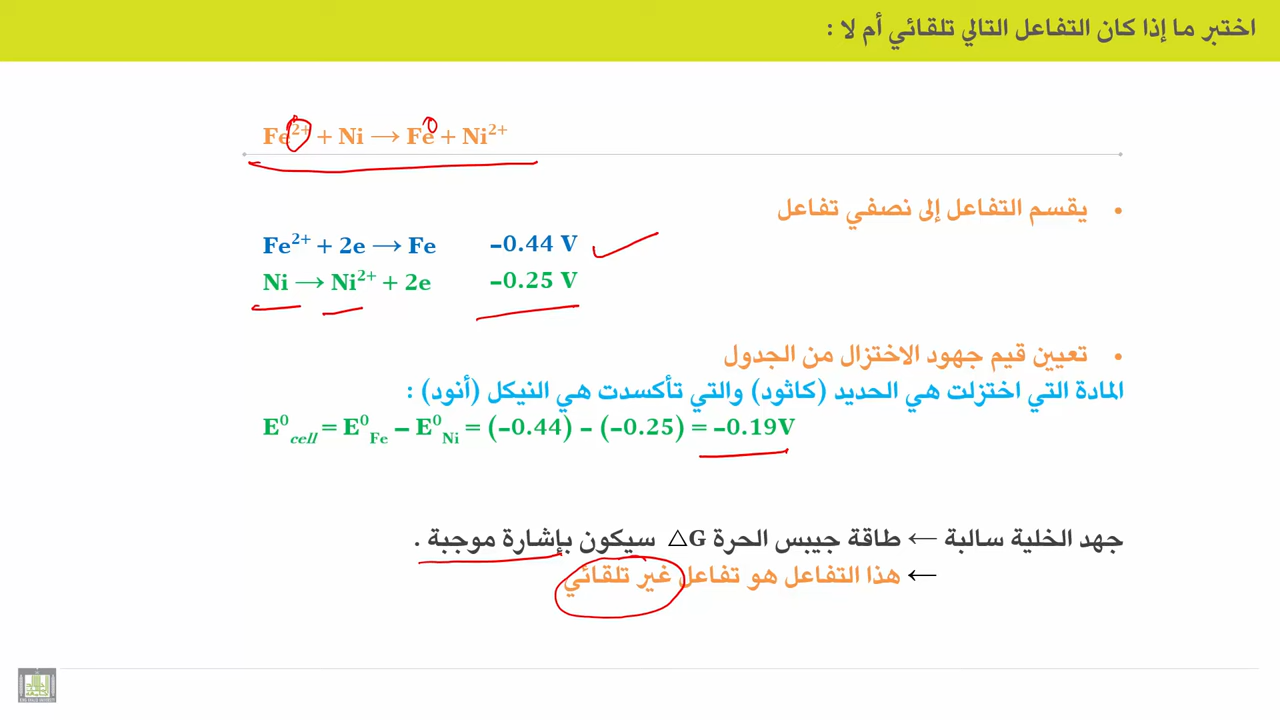 اختبر ما إذا كان التفاعل التالي تلقائي أم لا :
Fe²⁺ + Ni ⟶ Fe⁰ + Ni²⁺
• يقسم التفاعل إلى نصفي تفاعل
Fe²⁺ + 2e ⟶ Fe –0.44 V
Ni ⟶ Ni²⁺ + 2e –0.25 V
• تعيين قيم جهود الاختزال من الجدول
المادة التي اختزلت هي الحديد (كاثود) والتي تأكسدت هي النيكل (أنود) :
E⁰cell = E⁰Fe – E⁰Ni = (–0.44) – (–0.25) = –0.19V
جهد الخلية سالبة ← طاقة جيبس الحرة △G سيكون بإشارة موجبة .
← هذا التفاعل هو تفاعل غير تلقائي